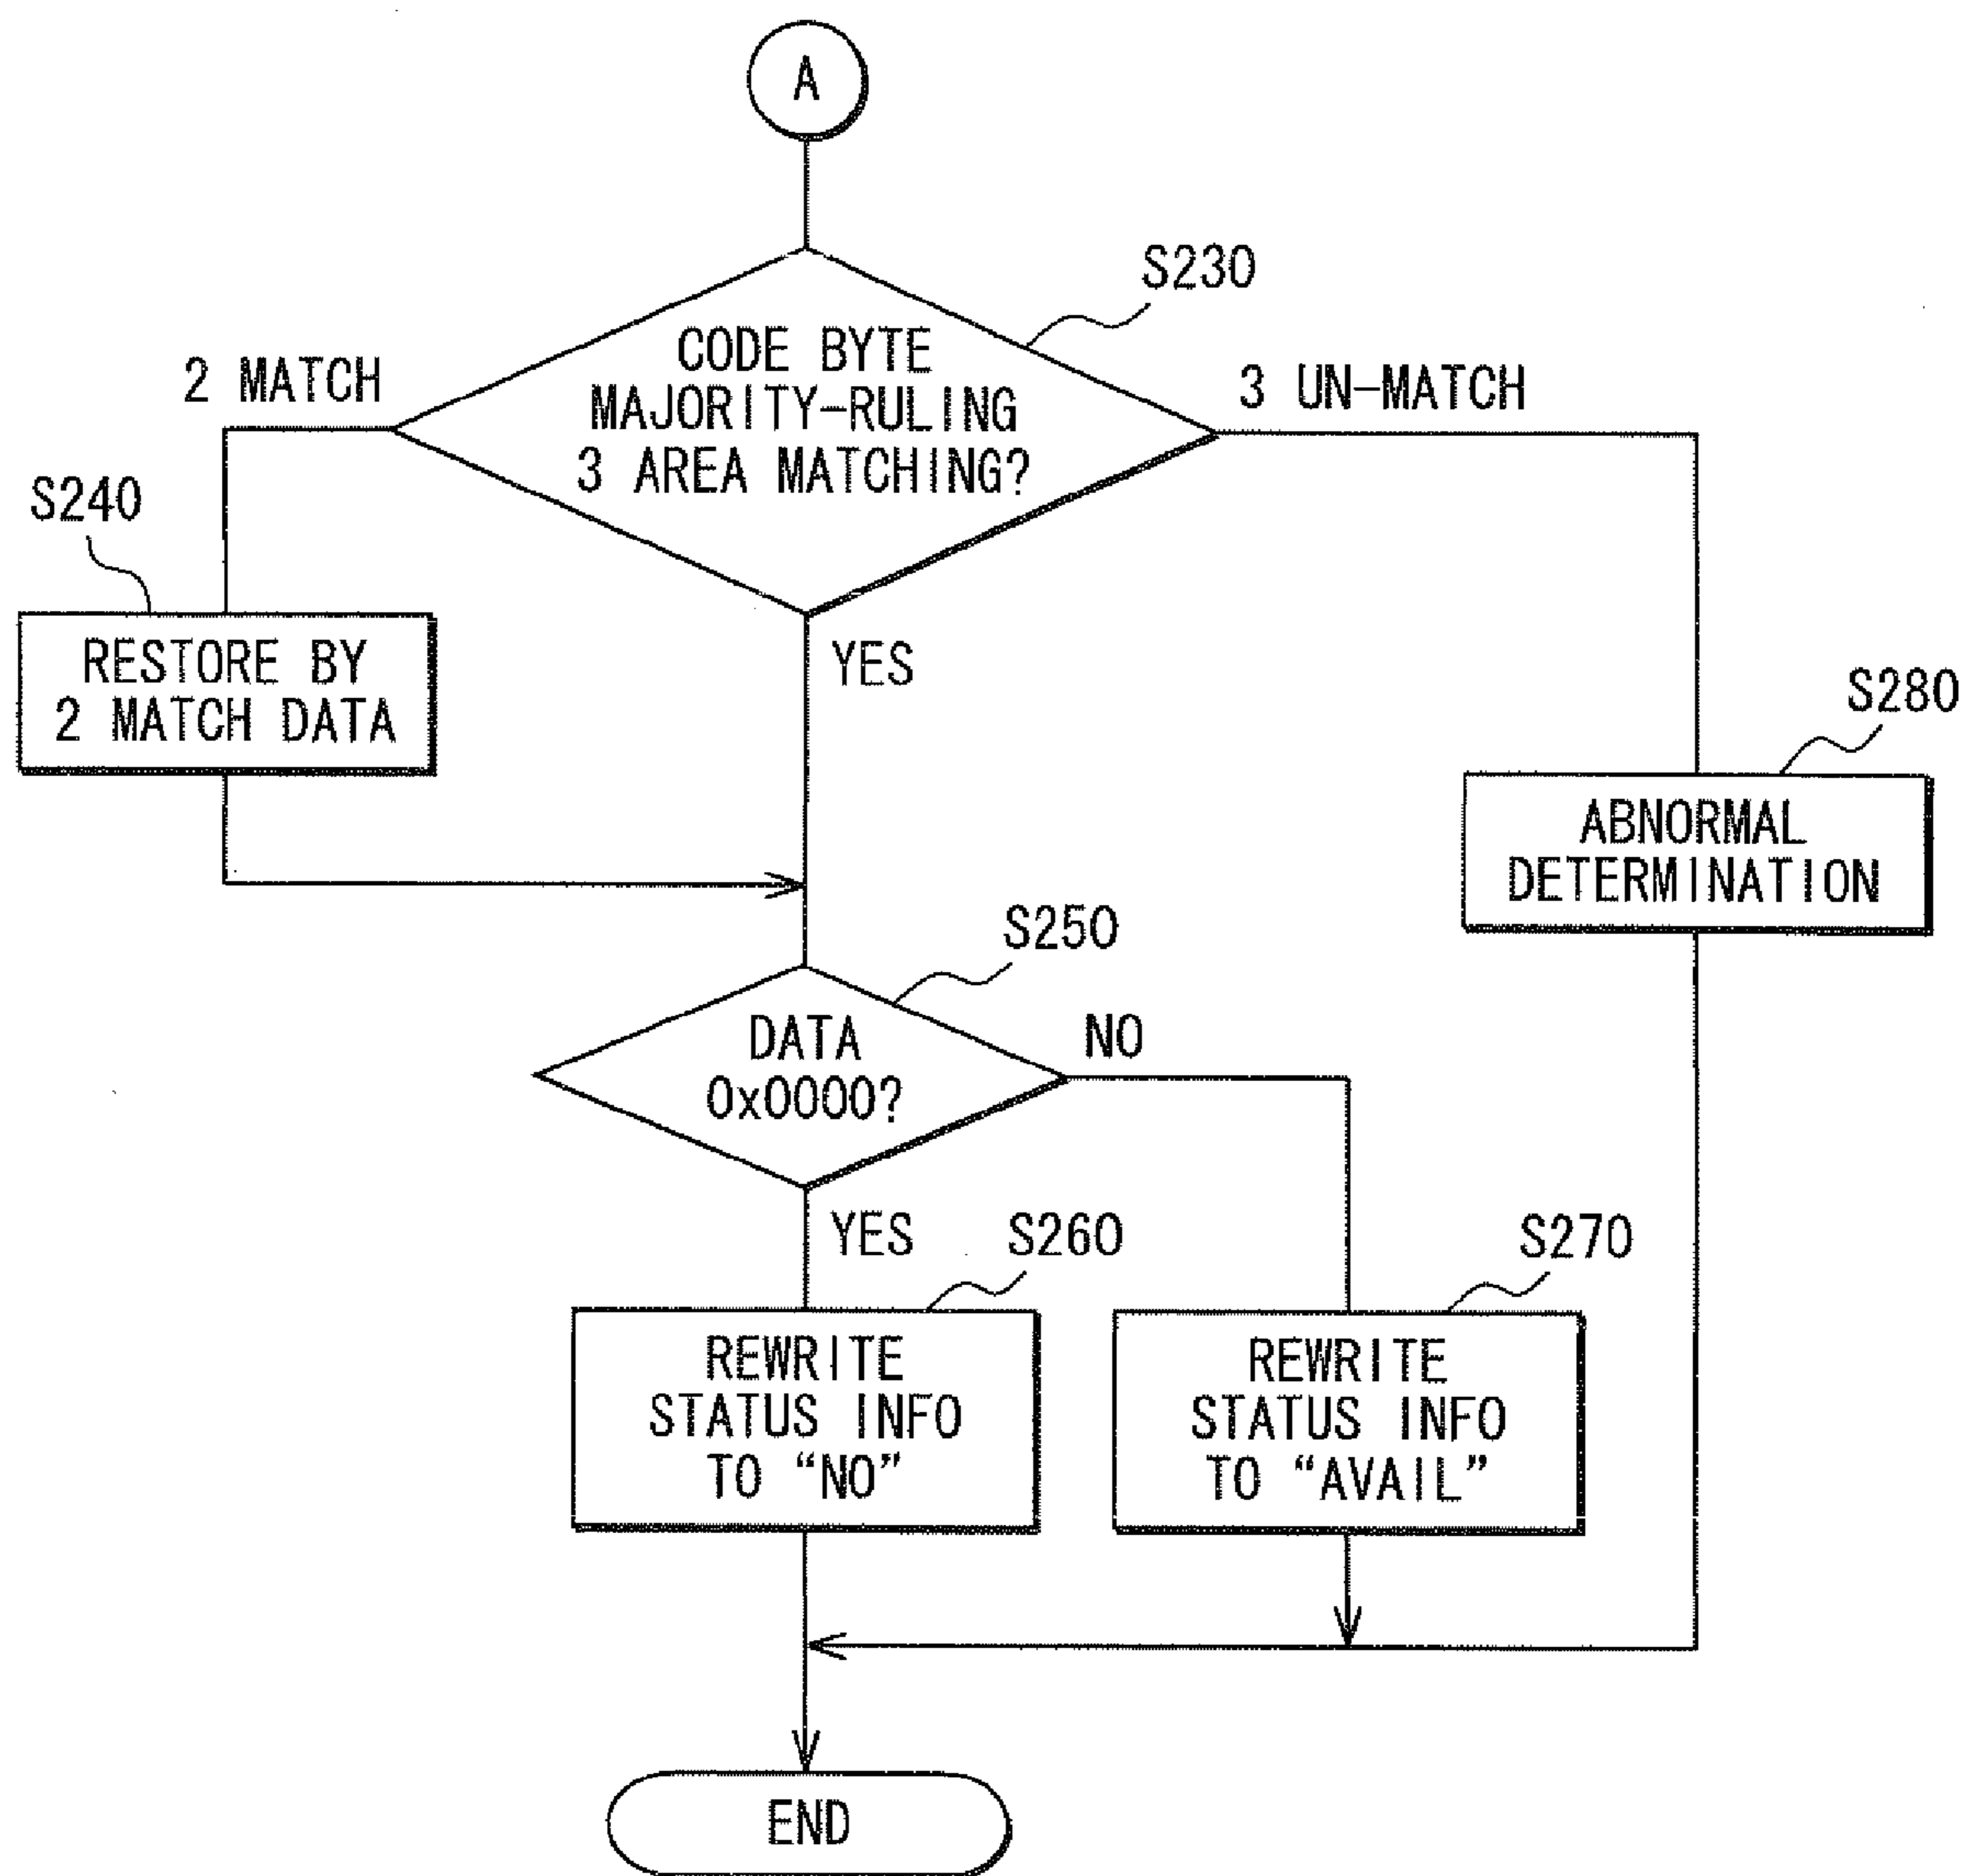 A
S230
CODE BYTE
MAJORITY-RULING
3 AREA MATCHING?
2 MATCH
3 UN-MATCH
S240
RESTORE BY
2 MATCH DATA
YES
S280
ABNORMAL
DETERMINATION
S250
DATA
0x0000?
NO
YES
S260
REWRITE
STATUS INFO
TO “NO”
S270
REWRITE
STATUS INFO
TO “AVAIL”
END